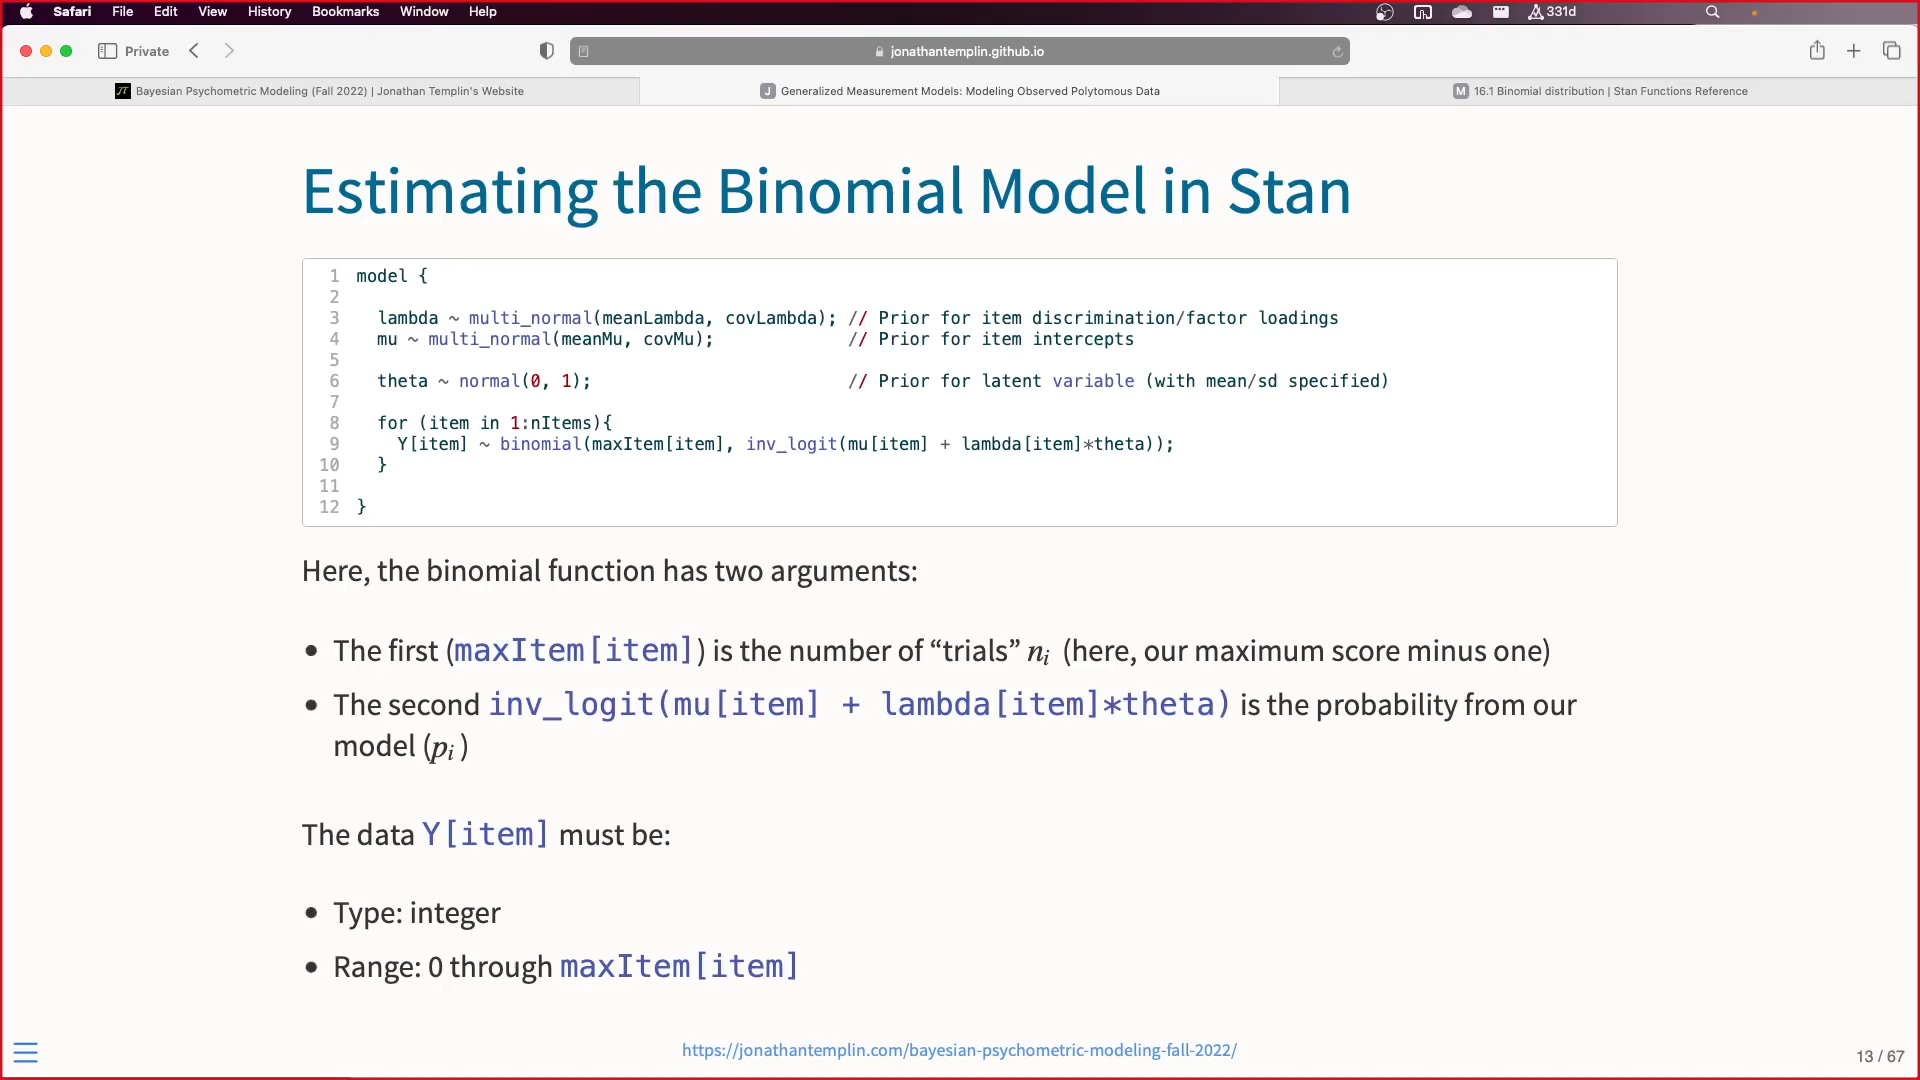 Safari File Edit View History Bookmarks Window Help 331d
Private jonathantemplin.github.io
Bayesian Psychometric Modeling (Fall 2022) | Jonathan Templin's Website
J Generalized Measurement Models: Modeling Observed Polytomous Data
M 16.1 Binomial distribution | Stan Functions Reference
Estimating the Binomial Model in Stan
1 model {
2
3 lambda ~ multi_normal(meanLambda, covLambda); // Prior for item discrimination/factor loadings
4 mu ~ multi_normal(meanMu, covMu); // Prior for item intercepts
5
6 theta ~ normal(0, 1); // Prior for latent variable (with mean/sd specified)
7
8 for (item in 1:nItems){
9 Y[item] ~ binomial(maxItem[item], inv_logit(mu[item] + lambda[item]*theta));
10 }
11
12 }
Here, the binomial function has two arguments:
• The first (maxItem[item]) is the number of “trials” nᵢ (here, our maximum score minus one)
• The second inv_logit(mu[item] + lambda[item]*theta) is the probability from our
model (pᵢ)
The data Y[item] must be:
• Type: integer
• Range: 0 through maxItem[item]
https://jonathantemplin.com/bayesian-psychometric-modeling-fall-2022/
13 / 67